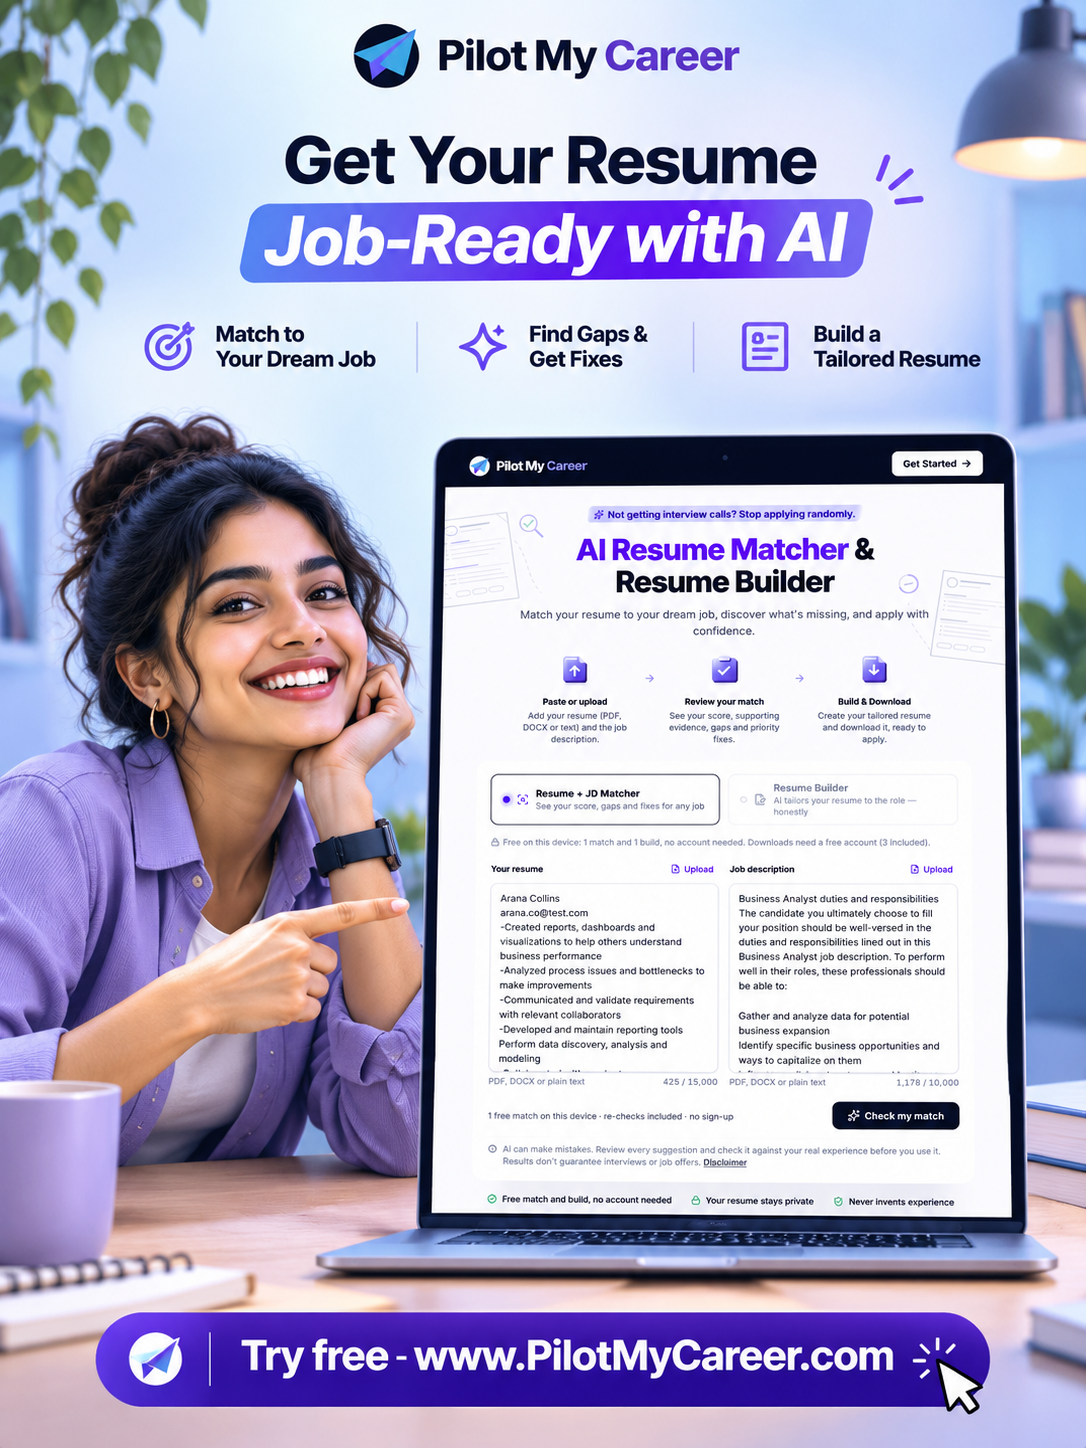 Pilot My Career
Get Your Resume
Job-Ready with AI
Match to
Your Dream Job
Find Gaps &
Get Fixes
Build a
Tailored Resume
Pilot My Career
Get Started →
Not getting interview calls? Stop applying randomly.
AI Resume Matcher &
Resume Builder
Match your resume to your dream job, discover what's missing, and apply with
confidence.
Paste or upload
Add your resume (PDF,
DOCX or text) and the job
description.
Review your match
See your score, supporting
evidence, gaps and priority
fixes.
Build & Download
Create your tailored resume
and download it, ready to
apply.
Resume + JD Matcher
See your score, gaps and fixes for any job
Resume Builder
AI tailors your resume to the role —
honestly
Free on this device: 1 match and 1 build, no account needed. Downloads need a free account (3 included).
Your resume
Upload
Arana Collins
arana.co@test.com
-Created reports, dashboards and
visualizations to help others understand
business performance
-Analyzed process issues and bottlenecks to
make improvements
-Communicated and validate requirements
with relevant collaborators
-Developed and maintain reporting tools
Perform data discovery, analysis and
modeling
PDF, DOCX or plain text
425 / 15,000
Job description
Upload
Business Analyst duties and responsibilities
The candidate you ultimately choose to fill
your position should be well-versed in the
duties and responsibilities lined out in this
Business Analyst job description. To perform
well in their roles, these professionals should
be able to:
Gather and analyze data for potential
business expansion
Identify specific business opportunities and
ways to capitalize on them
PDF, DOCX or plain text
1,178 / 10,000
1 free match on this device · re-checks included · no sign-up
Check my match
AI can make mistakes. Review every suggestion and check it against your real experience before you use it.
Results don't guarantee interviews or job offers. Disclaimer
Free match and build, no account needed
Your resume stays private
Never invents experience
Try free - www.PilotMyCareer.com